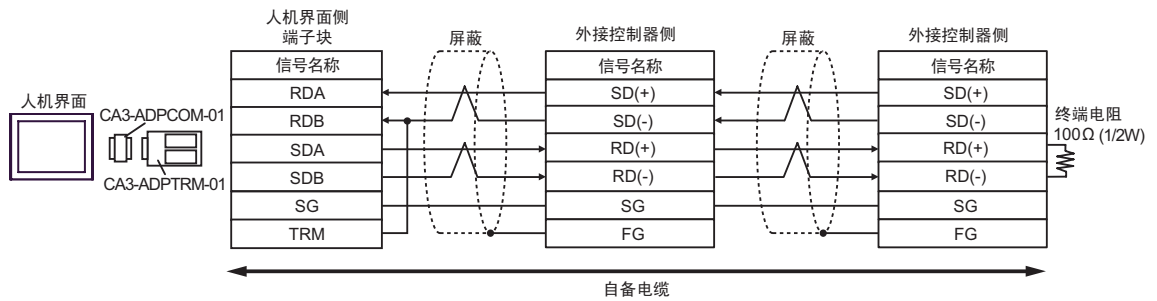 人机界面
CA3-ADPCOM-01
CA3-ADPTRM-01
人机界面侧
端子块
信号名称
RDA
RDB
SDA
SDB
SG
TRM
屏蔽
外接控制器侧
信号名称
SD(+)
SD(-)
RD(+)
RD(-)
SG
FG
屏蔽
外接控制器侧
信号名称
SD(+)
SD(-)
RD(+)
RD(-)
SG
FG
终端电阻
100Ω (1/2W)
自备电缆